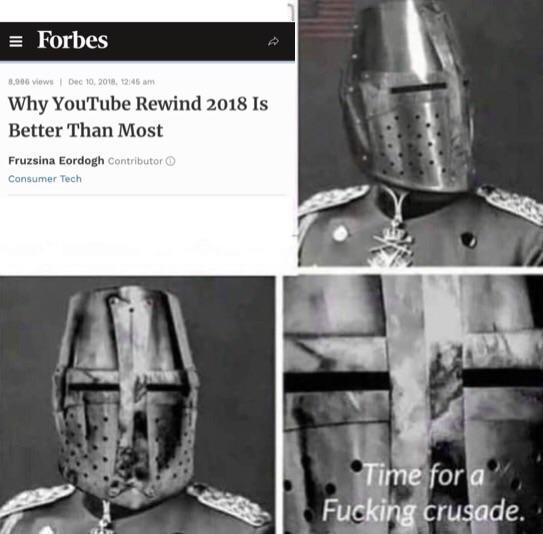 Forbes
8,986 views | Dec 10, 2018, 12:45 am
Why YouTube Rewind 2018 Is
Better Than Most
Fruzsina Eordogh Contributor
Consumer Tech
Time for a
Fucking crusade.